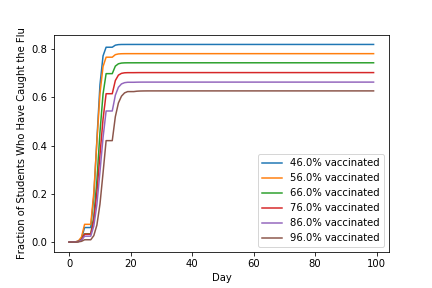 Fraction of Students Who Have Caught the Flu
0.8
0.6
0.4
0.2
0.0
46.0% vaccinated
56.0% vaccinated
66.0% vaccinated
76.0% vaccinated
86.0% vaccinated
96.0% vaccinated
0 20 40 60 80 100
Day